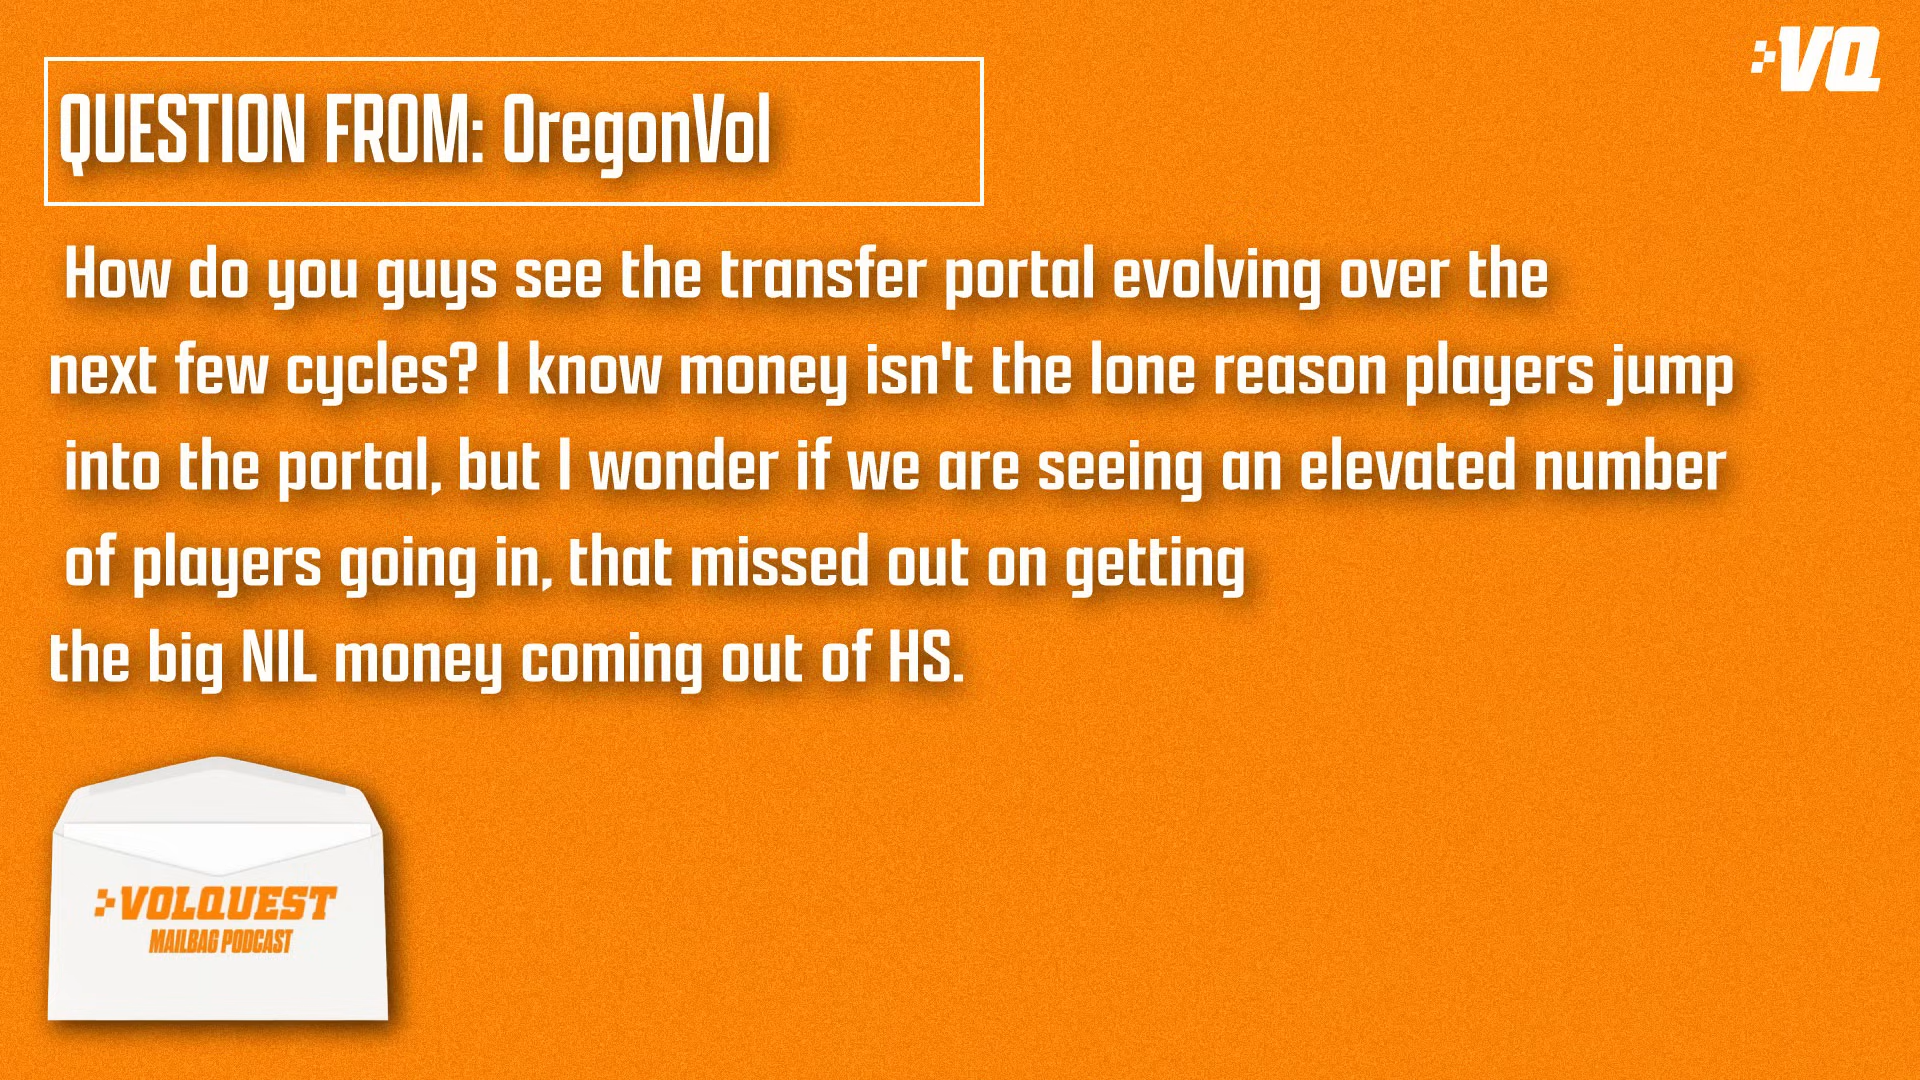 VQ
QUESTION FROM: OregonVol
How do you guys see the transfer portal evolving over the
next few cycles? I know money isn't the lone reason players jump
into the portal, but I wonder if we are seeing an elevated number
of players going in, that missed out on getting
the big NIL money coming out of HS.
VOLQUEST
MAILBAG PODCAST